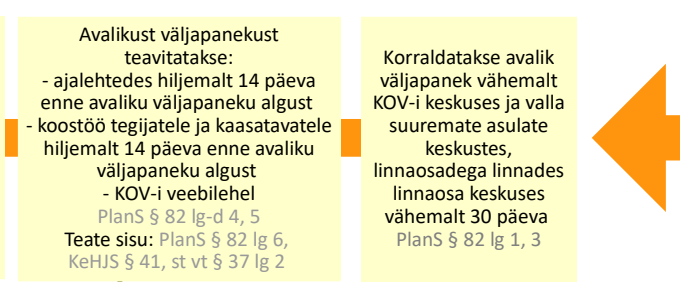 Avalikust väljapanekust
teavitatakse:
- ajalehtedes hiljemalt 14 päeva
enne avaliku väljapaneku algust
- koostöö tegijatele ja kaasatavatele
hiljemalt 14 päeva enne avaliku
väljapaneku algust
- KOV-i veebilehel
PlanS § 82 lg-d 4, 5
Teate sisu: PlanS § 82 lg 6,
KeHJS § 41, st vt § 37 lg 2
Korraldatakse avalik
väljapanek vähemalt
KOV-i keskuses ja valla
suuremate asulate
keskustes,
linnaosadega linnades
linnaosa keskuses
vähemalt 30 päeva
PlanS § 82 lg 1, 3